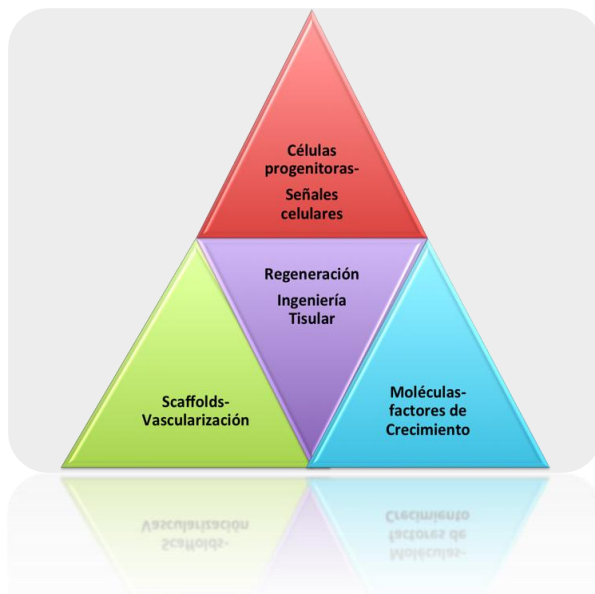 Células
progenitoras-
Señales
celulares
Regeneración
Ingeniería
Tisular
Scaffolds-
Vascularización
Moléculas-
factores de
Crecimiento